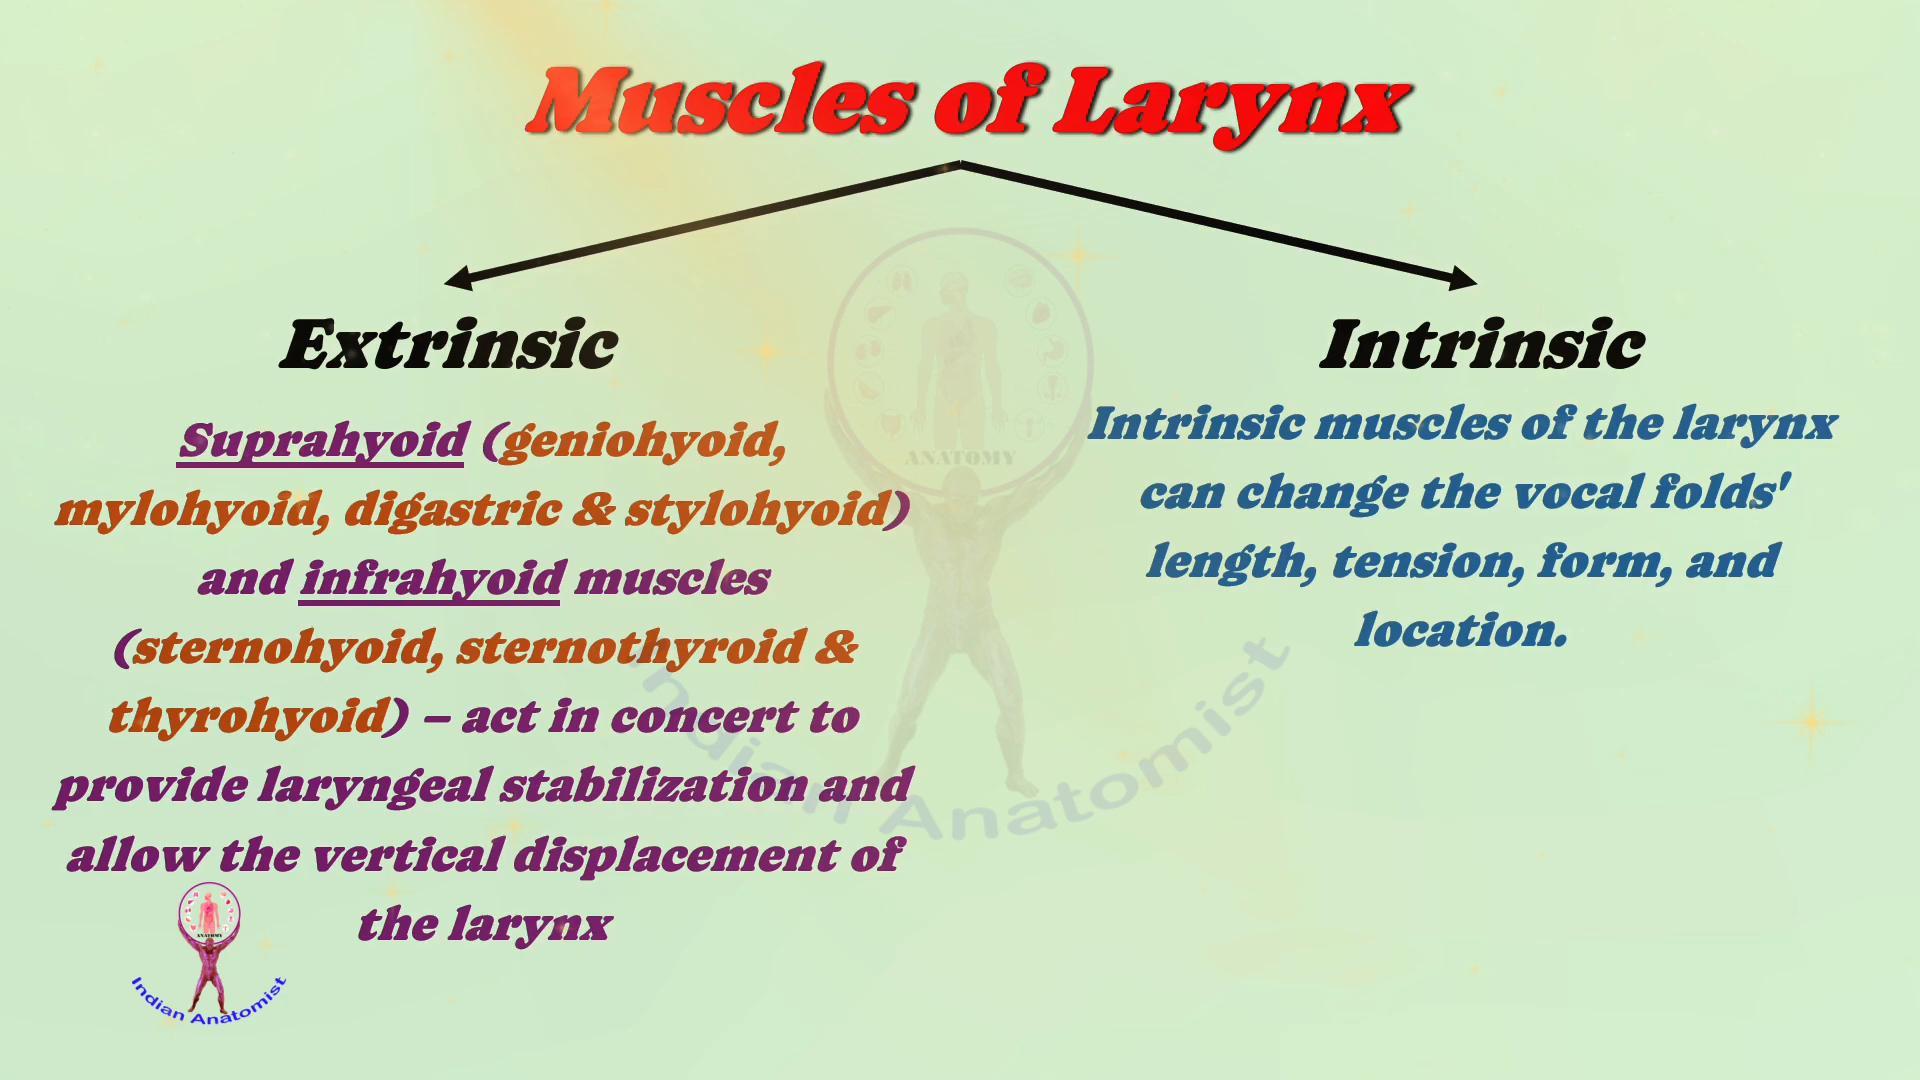 Muscles of Larynx
Extrinsic
Suprahyoid (geniohyoid,
mylohyoid, digastric & stylohyoid)
and infrahyoid muscles
(sternohyoid, sternothyroid &
thyrohyoid) – act in concert to
provide laryngeal stabilization and
allow the vertical displacement of
the larynx
Intrinsic
Intrinsic muscles of the larynx
can change the vocal folds'
length, tension, form, and
location.
ANATOMY
Indian Anatomist
ANATOMY
Indian Anatomist